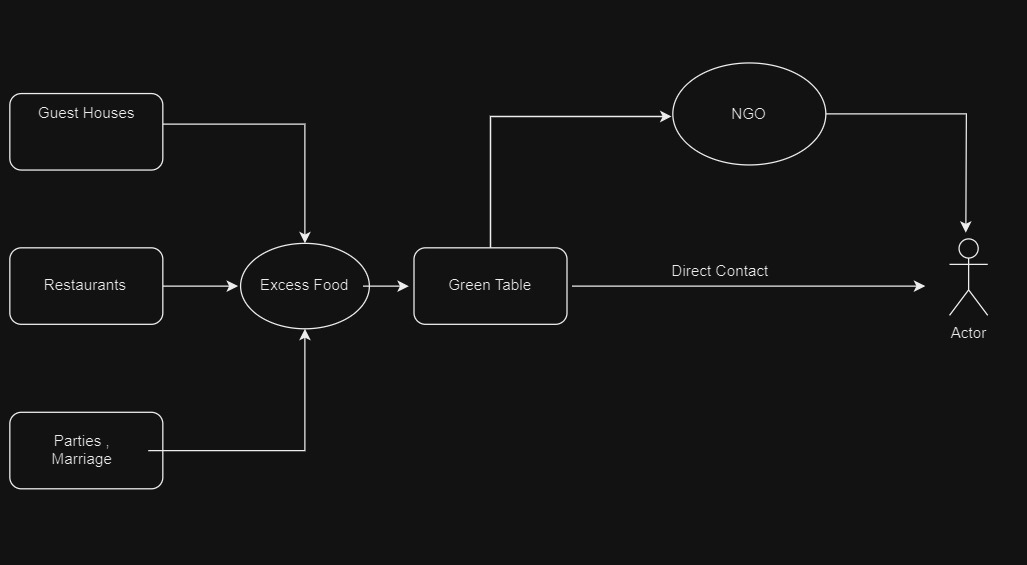 Guest Houses
NGO
Restaurants
Excess Food
Green Table
Direct Contact
Actor
Parties ,
Marriage